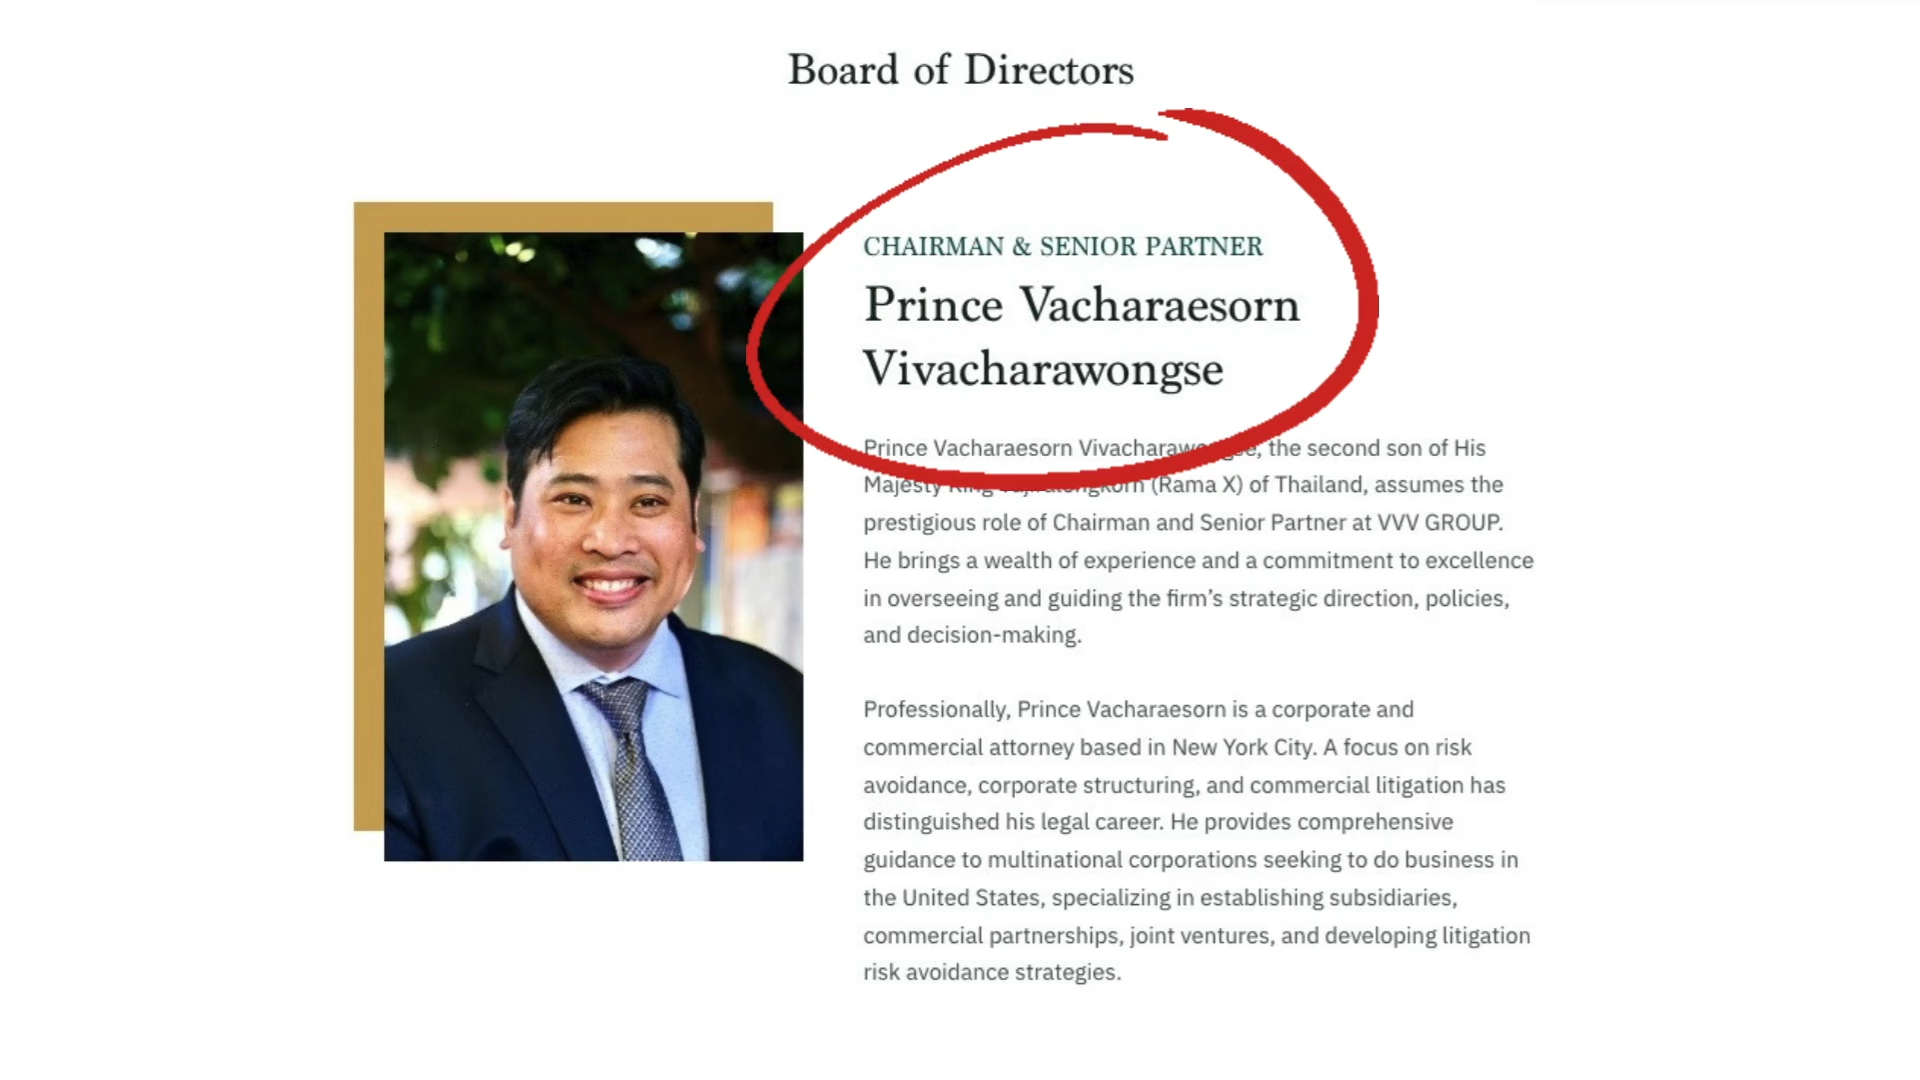 Board of Directors
CHAIRMAN & SENIOR PARTNER
Prince Vacharaesorn
Vivacharawongse
Prince Vacharaesorn Vivacharawongse, the second son of His
Majesty King Vajiralongkorn (Rama X) of Thailand, assumes the
prestigious role of Chairman and Senior Partner at VVV GROUP.
He brings a wealth of experience and a commitment to excellence
in overseeing and guiding the firm’s strategic direction, policies,
and decision-making.
Professionally, Prince Vacharaesorn is a corporate and
commercial attorney based in New York City. A focus on risk
avoidance, corporate structuring, and commercial litigation has
distinguished his legal career. He provides comprehensive
guidance to multinational corporations seeking to do business in
the United States, specializing in establishing subsidiaries,
commercial partnerships, joint ventures, and developing litigation
risk avoidance strategies.